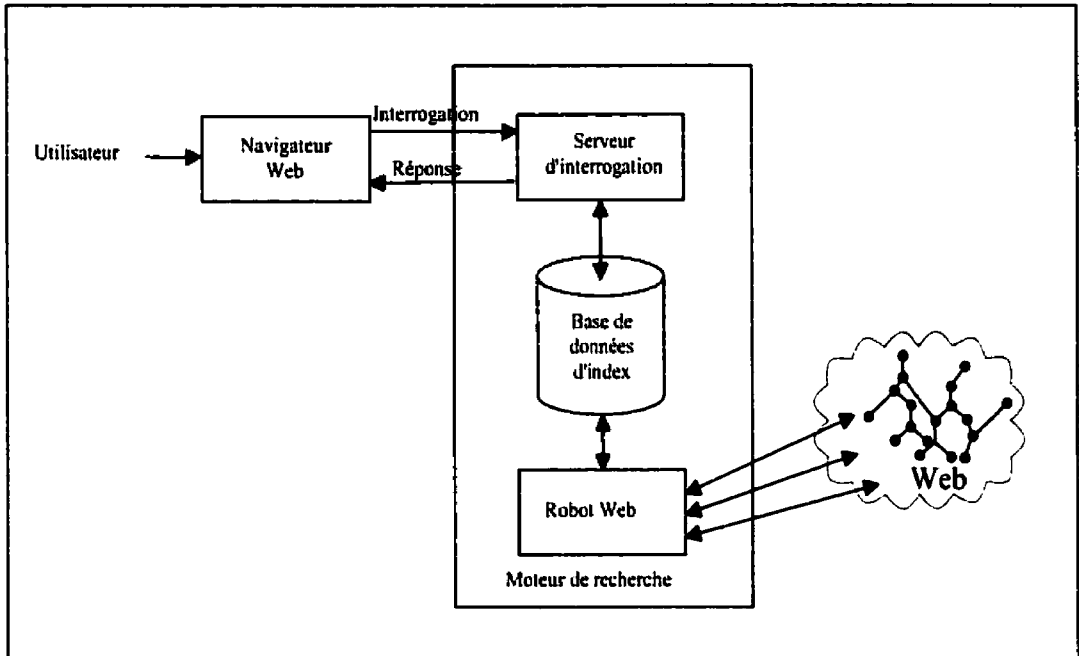 Utilisateur
Navigateur
Web
Interrogation
Réponse
Serveur
d'interrogation
Base de
données
d'index
Robot Web
Moteur de recherche
Web